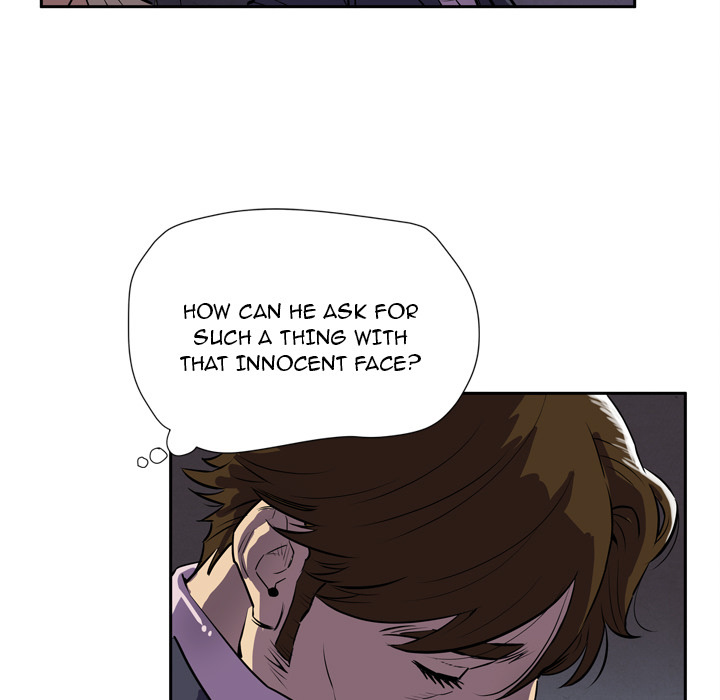 HOW CAN HE ASK FOR
SUCH A THING WITH
THAT INNOCENT FACE?